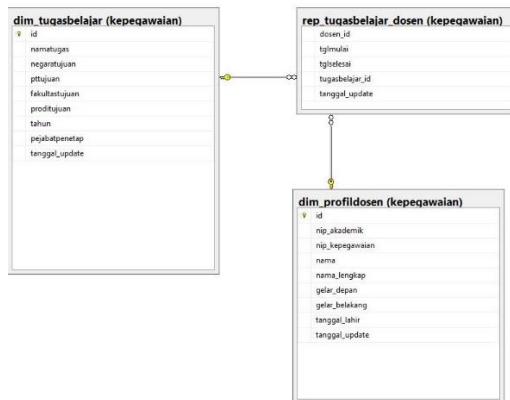 dim_tugasbelajar (kepegawaian)
id
namatugas
negaratujuan
pttujuan
fakultastujuan
proditujuan
tahun
pejabatpenetap
tanggal_update
rep_tugasbelajar_dosen (kepegawaian)
dosen_id
tglmulai
tglselesai
tugasbelajar_id
tanggal_update
dim_profildosen (kepegawaian)
id
nip_akademik
nip_kepegawaian
nama
nama_lengkap
gelar_depan
gelar_belakang
tanggal_lahir
tanggal_update